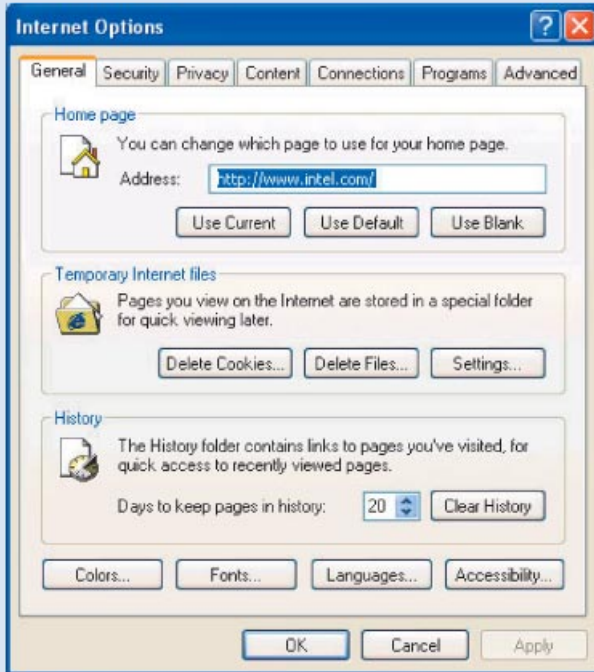 Internet Options
General Security Privacy Content Connections Programs Advanced
Home page
You can change which page to use for your home page.
Address: http://www.intel.com/
Use Current Use Default Use Blank
Temporary Internet files
Pages you view on the Internet are stored in a special folder
for quick viewing later.
Delete Cookies... Delete Files... Settings...
History
The History folder contains links to pages you've visited, for
quick access to recently viewed pages.
Days to keep pages in history: 20 Clear History
Colors... Fonts... Languages... Accessibility...
OK Cancel Apply